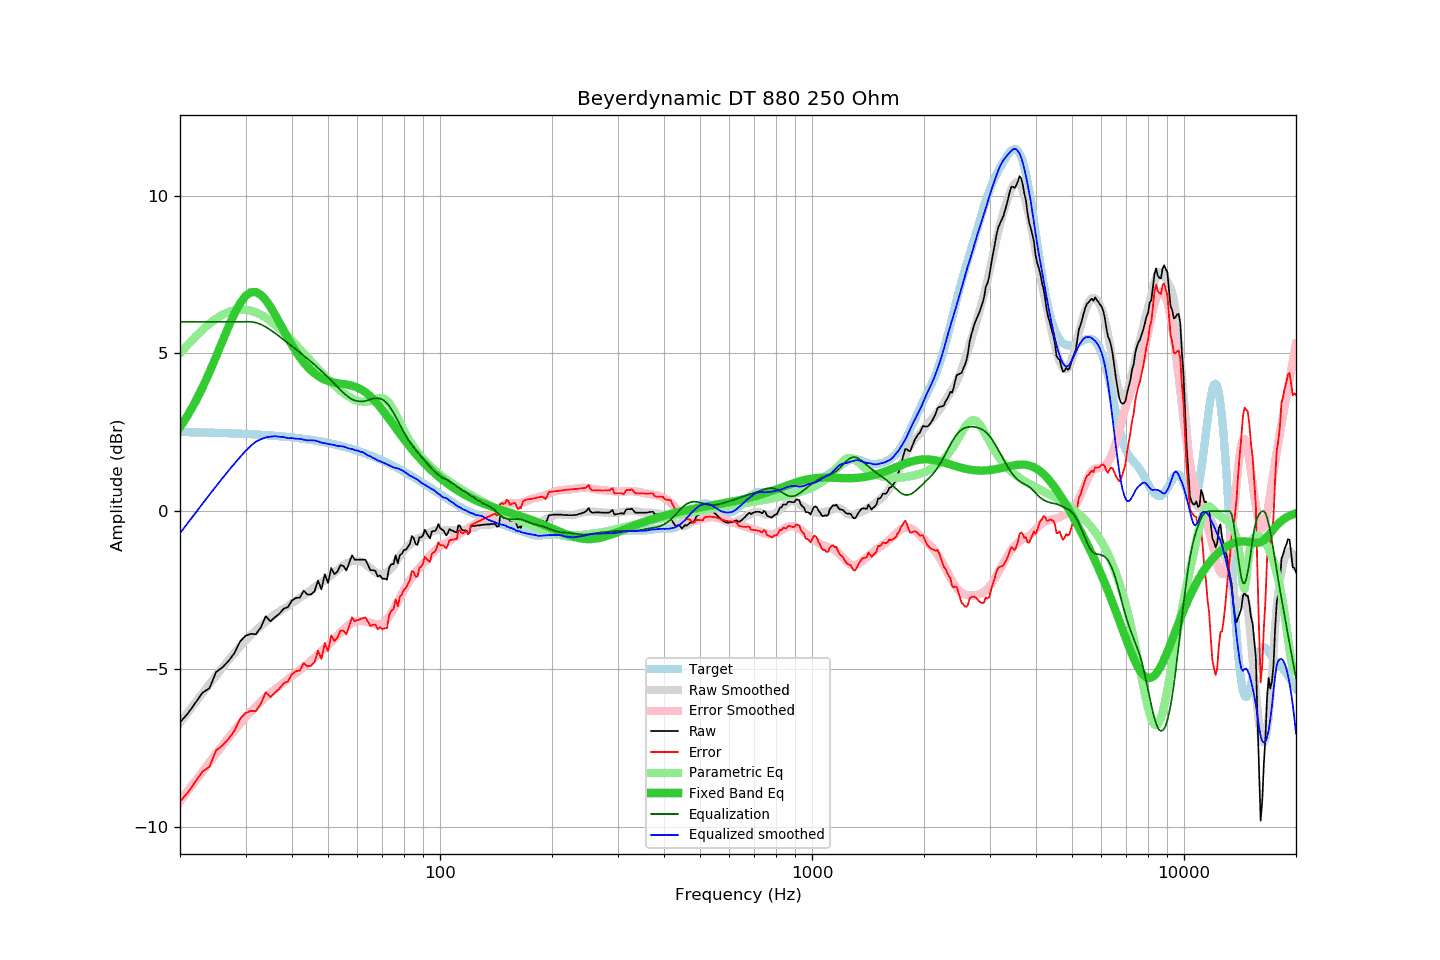 Beyerdynamic DT 880 250 Ohm
Amplitude (dBr)
10
5
0
−5
−10
100
1000
10000
Frequency (Hz)
Target
Raw Smoothed
Error Smoothed
Raw
Error
Parametric Eq
Fixed Band Eq
Equalization
Equalized smoothed